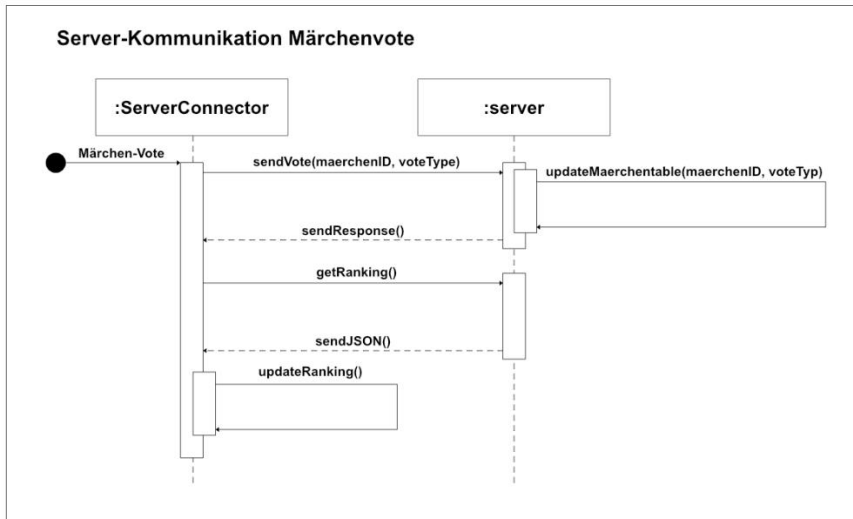 Server-Kommunikation Märchenvote
:ServerConnector
:server
Märchen-Vote
sendVote(maerchenID, voteType)
updateMaerchentable(maerchenID, voteTyp)
sendResponse()
getRanking()
sendJSON()
updateRanking()